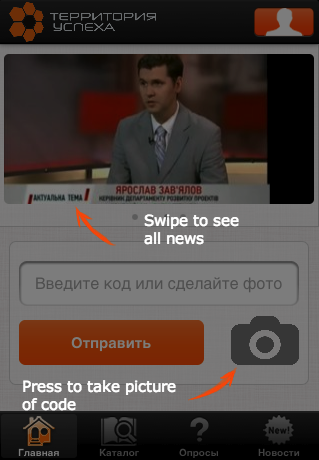 ТЕРРИТОРИЯ
УСПЕХА
ЯРОСЛАВ ЗАВ'ЯЛОВ
АКТУАЛЬНА ТЕМА
КЕРІВНИК ДЕПАРТАМЕНТУ РОЗВИТКУ ПРОЕКТІВ
Swipe to see
all news
Введите код или сделайте фото
Отправить
Press to take picture
of code
New!
Главная
Каталог
Опросы
Новости